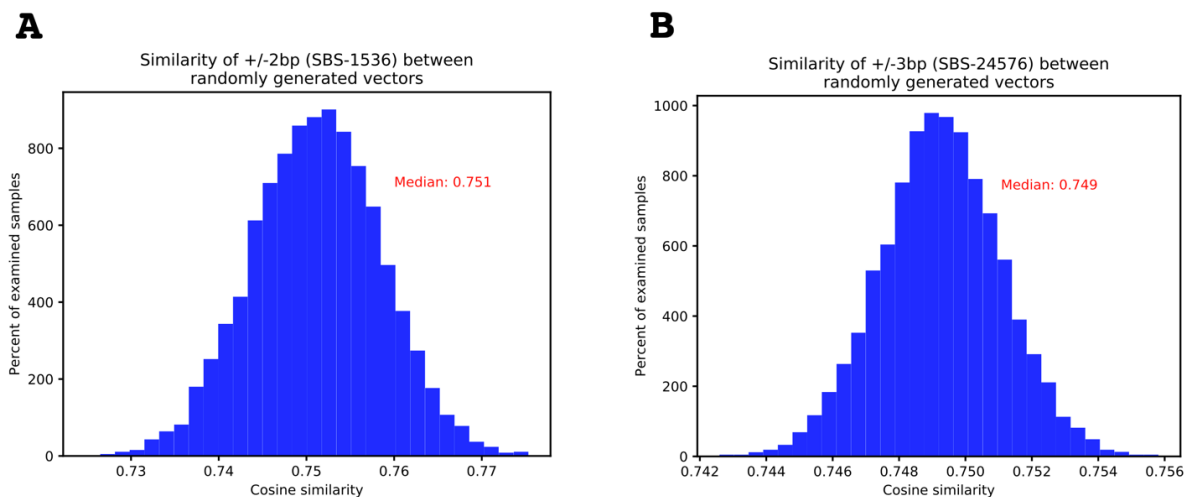 A
Similarity of +/-2bp (SBS-1536) between
randomly generated vectors
Percent of examined samples
800
600
400
200
0
Median: 0.751
0.73 0.74 0.75 0.76 0.77
Cosine similarity
B
Similarity of +/-3bp (SBS-24576) between
randomly generated vectors
Percent of examined samples
1000
800
600
400
200
0
Median: 0.749
0.742 0.744 0.746 0.748 0.750 0.752 0.754 0.756
Cosine similarity